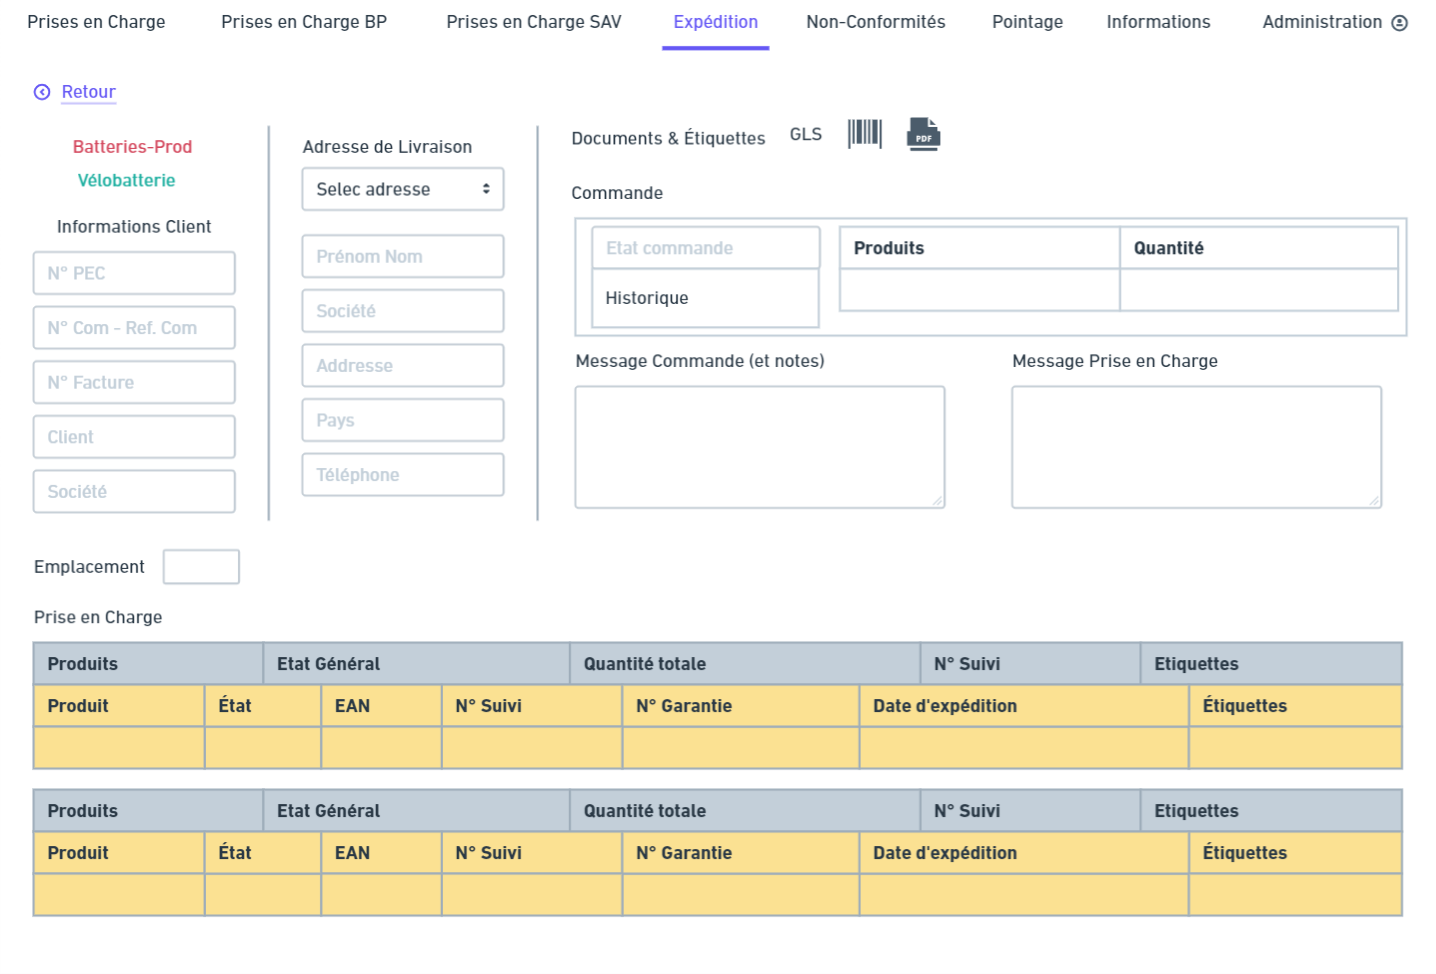 Prises en Charge Prises en Charge BP Prises en Charge SAV Expédition Non-Conformités Pointage Informations Administration
Retour
Batteries-Prod
Vélobatterie
Informations Client
N° PEC
N° Com - Ref. Com
N° Facture
Client
Société
Adresse de Livraison
Selec adresse
Prénom Nom
Société
Addresse
Pays
Téléphone
Documents & Étiquettes GLS PDF
Commande
Etat commande
Historique
Produits Quantité
Message Commande (et notes)
Message Prise en Charge
Emplacement
Prise en Charge
Produits Etat Général Quantité totale N° Suivi Etiquettes
Produit État EAN N° Suivi N° Garantie Date d'expédition Étiquettes
Produits Etat Général Quantité totale N° Suivi Etiquettes
Produit État EAN N° Suivi N° Garantie Date d'expédition Étiquettes